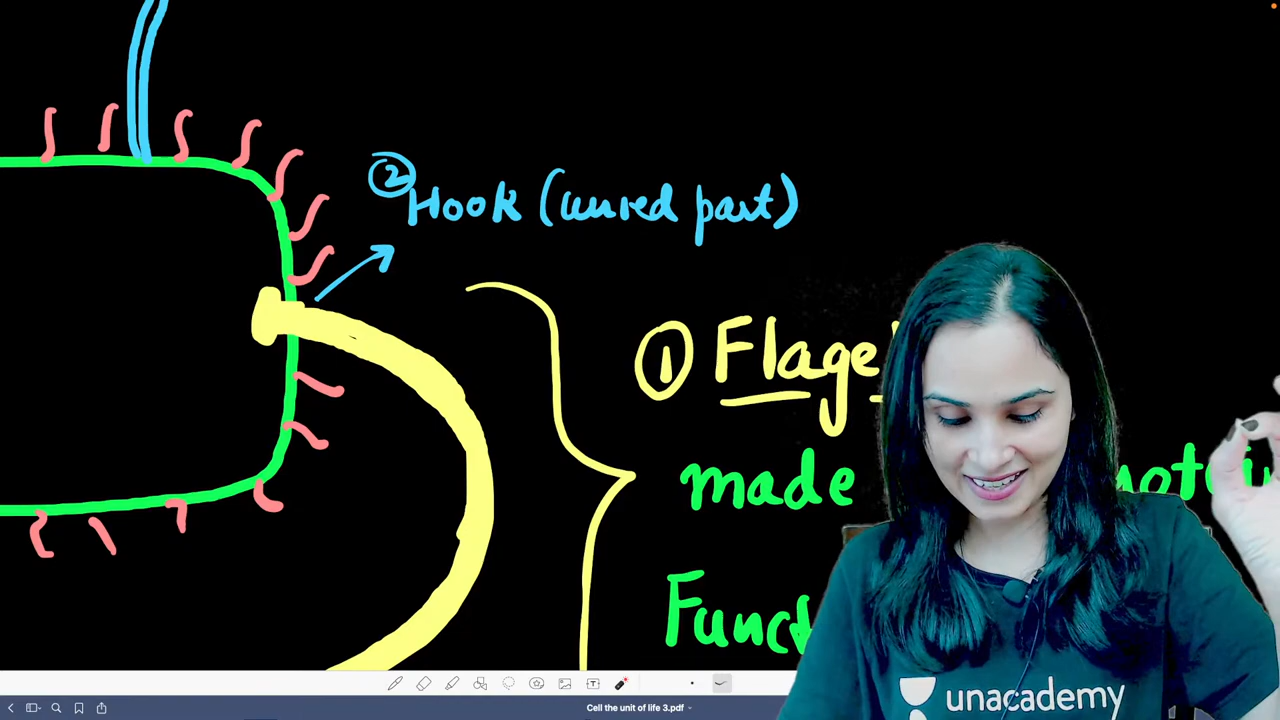 ② Hook (curved part)
① Flage
made
Funct
unacademy
Cell the unit of life 3.pdf